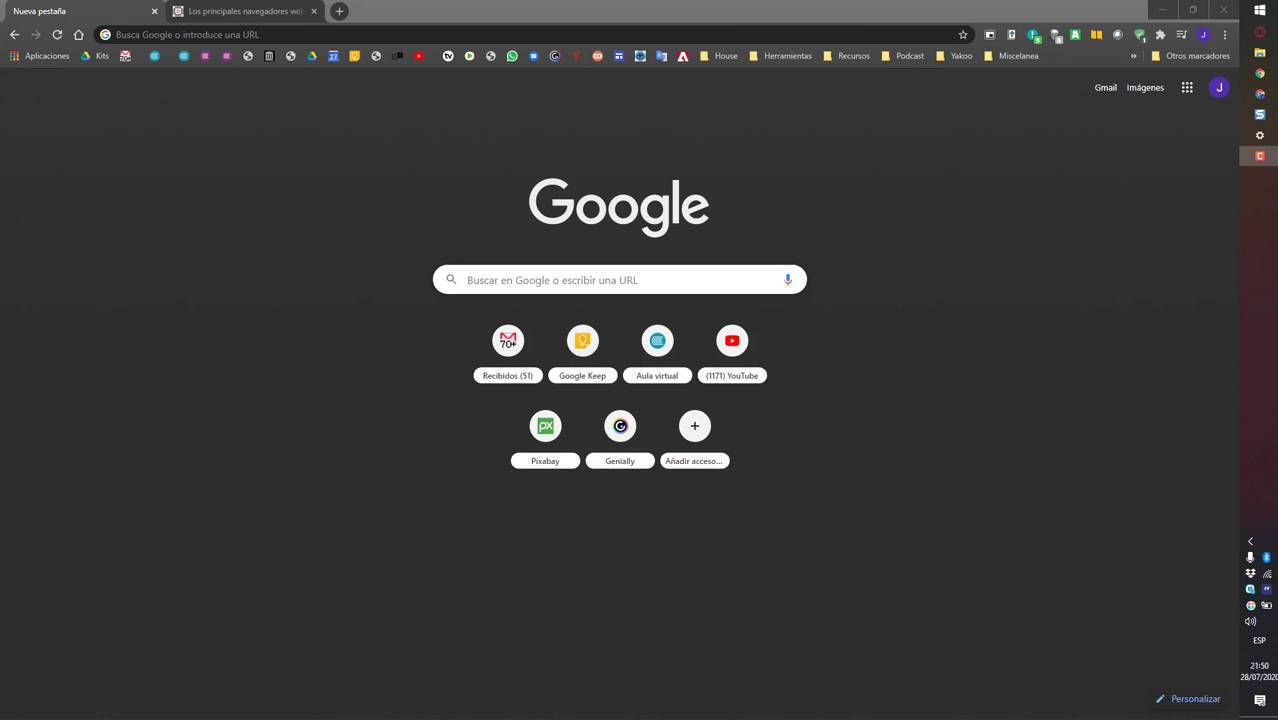 Nueva pestaña
Los principales navegadores web
Busca Google o introduce una URL
Aplicaciones Kits House Herramientas Recursos Podcast Yakoo Miscelanea » Otros marcadores
Gmail Imágenes J
Google
Buscar en Google o escribir una URL
70+
Recibidos (51) Google Keep Aula virtual (1171) YouTube
px
Pixabay Genially Añadir acceso...
ESP
21:50
28/07/2020
Personalizar